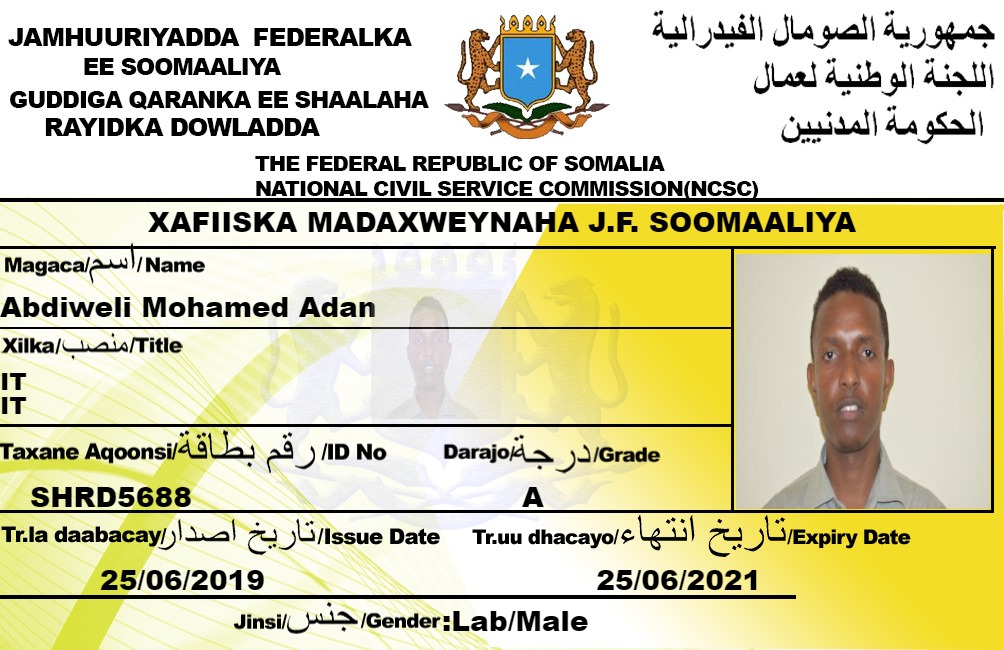 JAMHUURIYADDA FEDERALKA
EE SOOMAALIYA
GUDDIGA QARANKA EE SHAALAHA
RAYIDKA DOWLADDA
جمهورية الصومال الفيدرالية
اللجنة الوطنية لعمال
الحكومة المدنيين
THE FEDERAL REPUBLIC OF SOMALIA
NATIONAL CIVIL SERVICE COMMISSION(NCSC)
XAFIISKA MADAXWEYNAHA J.F. SOOMAALIYA
Magaca/اسم/Name
Abdiweli Mohamed Adan
Xilka/منصب/Title
IT
IT
Taxane Aqoonsi/رقم بطاقة/ID No
SHRD5688
Darajo/درجة/Grade
A
Tr.la daabacay/تاريخ اصدار/Issue Date
25/06/2019
Tr.uu dhacayo/تاريخ انتهاء/Expiry Date
25/06/2021
Jinsi/جنس/Gender:Lab/Male